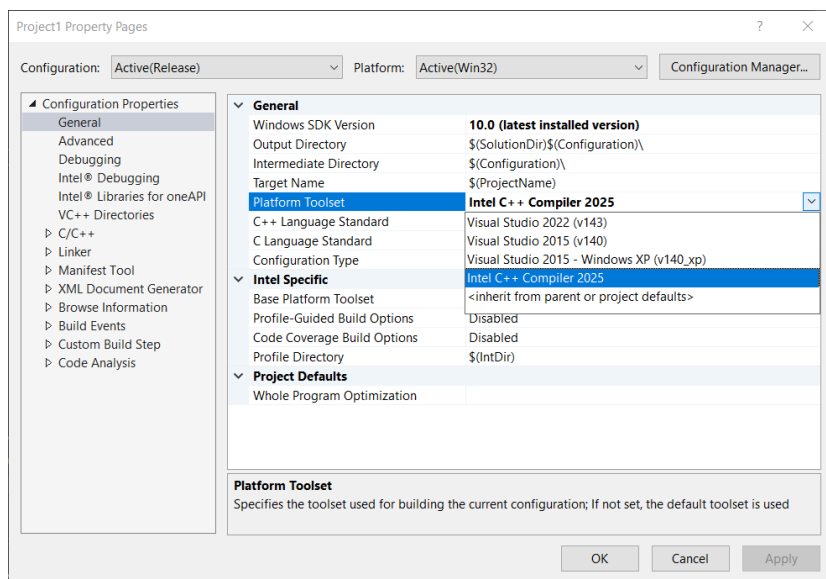 Project1 Property Pages
Configuration: Active(Release) Platform: Active(Win32) Configuration Manager...
Configuration Properties
General
Advanced
Debugging
Intel® Debugging
Intel® Libraries for oneAPI
VC++ Directories
C/C++
Linker
Manifest Tool
XML Document Generator
Browse Information
Build Events
Custom Build Step
Code Analysis
General
Windows SDK Version 10.0 (latest installed version)
Output Directory $(SolutionDir)$(Configuration)\
Intermediate Directory $(Configuration)\
Target Name $(ProjectName)
Platform Toolset Intel C++ Compiler 2025
C++ Language Standard Visual Studio 2022 (v143)
C Language Standard Visual Studio 2015 (v140)
Configuration Type Visual Studio 2015 - Windows XP (v140_xp)
Intel Specific Intel C++ Compiler 2025
Base Platform Toolset <inherit from parent or project defaults>
Profile-Guided Build Options Disabled
Code Coverage Build Options Disabled
Profile Directory $(IntDir)
Project Defaults
Whole Program Optimization
Platform Toolset
Specifies the toolset used for building the current configuration; If not set, the default toolset is used
OK Cancel Apply